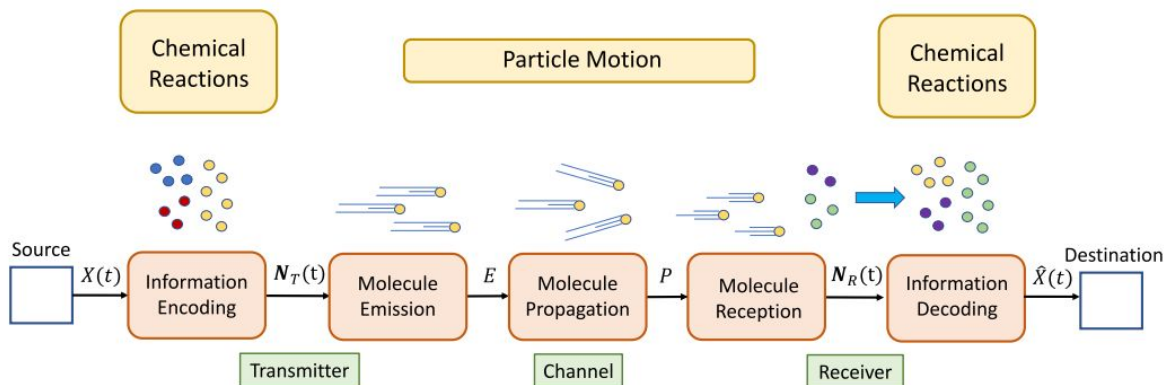 Chemical
Reactions
Particle Motion
Chemical
Reactions
Source
X(t)
Information
Encoding
N_T(t)
Molecule
Emission
E
Molecule
Propagation
P
Molecule
Reception
N_R(t)
Information
Decoding
X̂(t)
Destination
Transmitter
Channel
Receiver